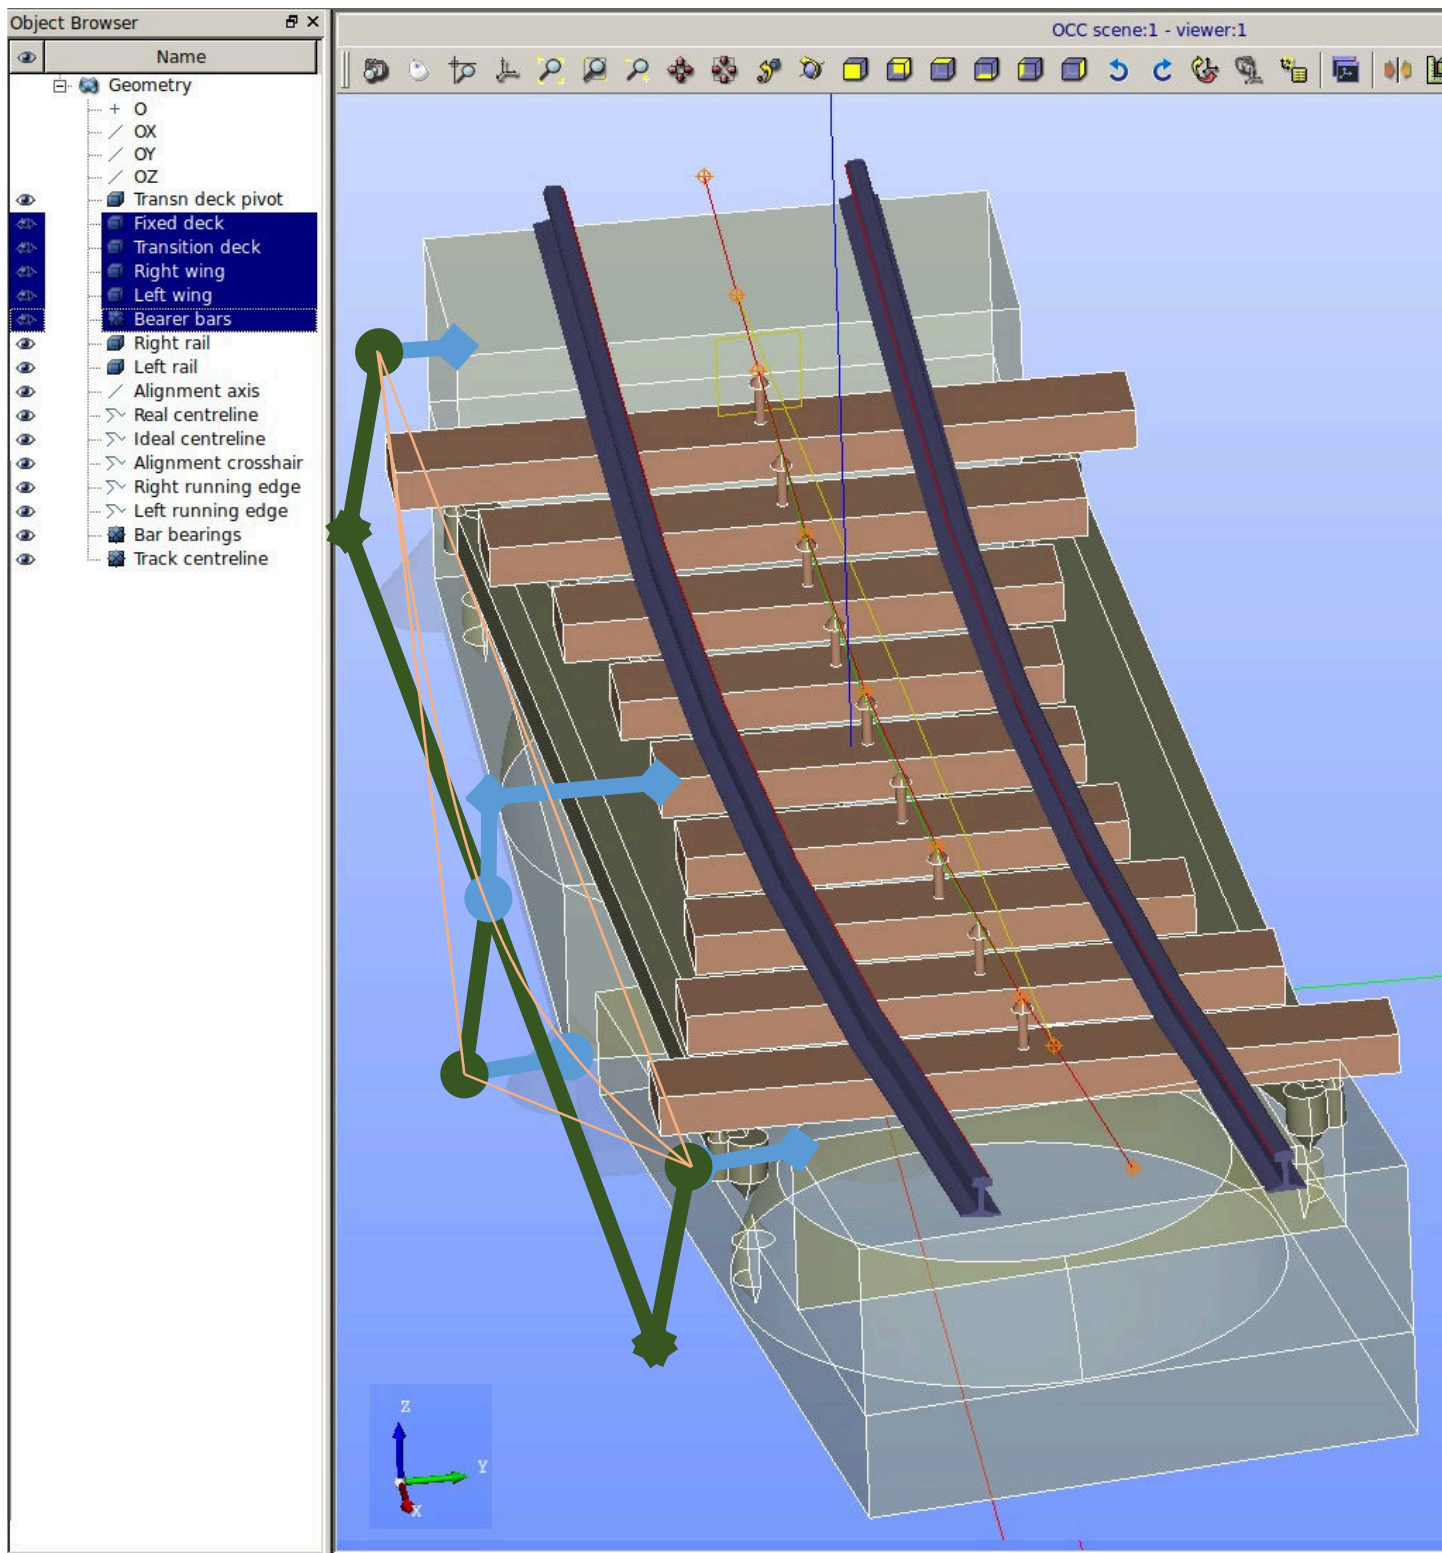 Object Browser
Name
Geometry
O
OX
OY
OZ
Transn deck pivot
Fixed deck
Transition deck
Right wing
Left wing
Bearer bars
Right rail
Left rail
Alignment axis
Real centreline
Ideal centreline
Alignment crosshair
Right running edge
Left running edge
Bar bearings
Track centreline
OCC scene:1 - viewer:1
Z
Y
X